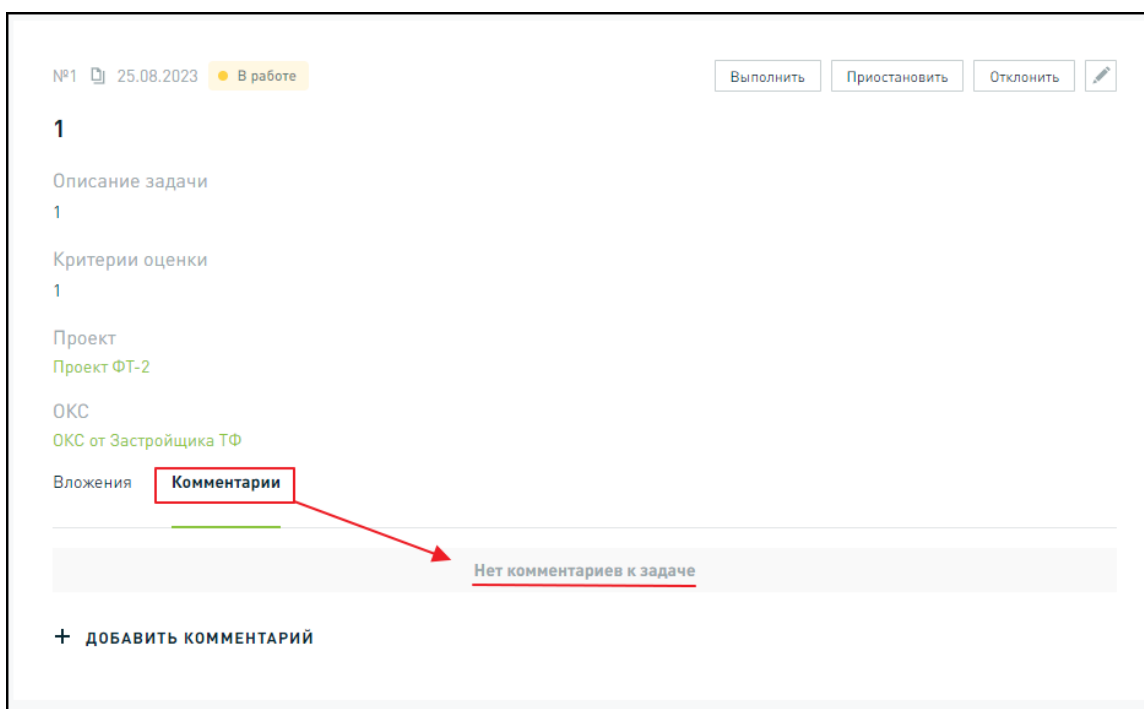 №1 25.08.2023 В работе Выполнить Приостановить Отклонить
1
Описание задачи
1
Критерии оценки
1
Проект
Проект ФТ-2
ОКС
ОКС от Застройщика ТФ
Вложения Комментарии
Нет комментариев к задаче
+ ДОБАВИТЬ КОММЕНТАРИЙ